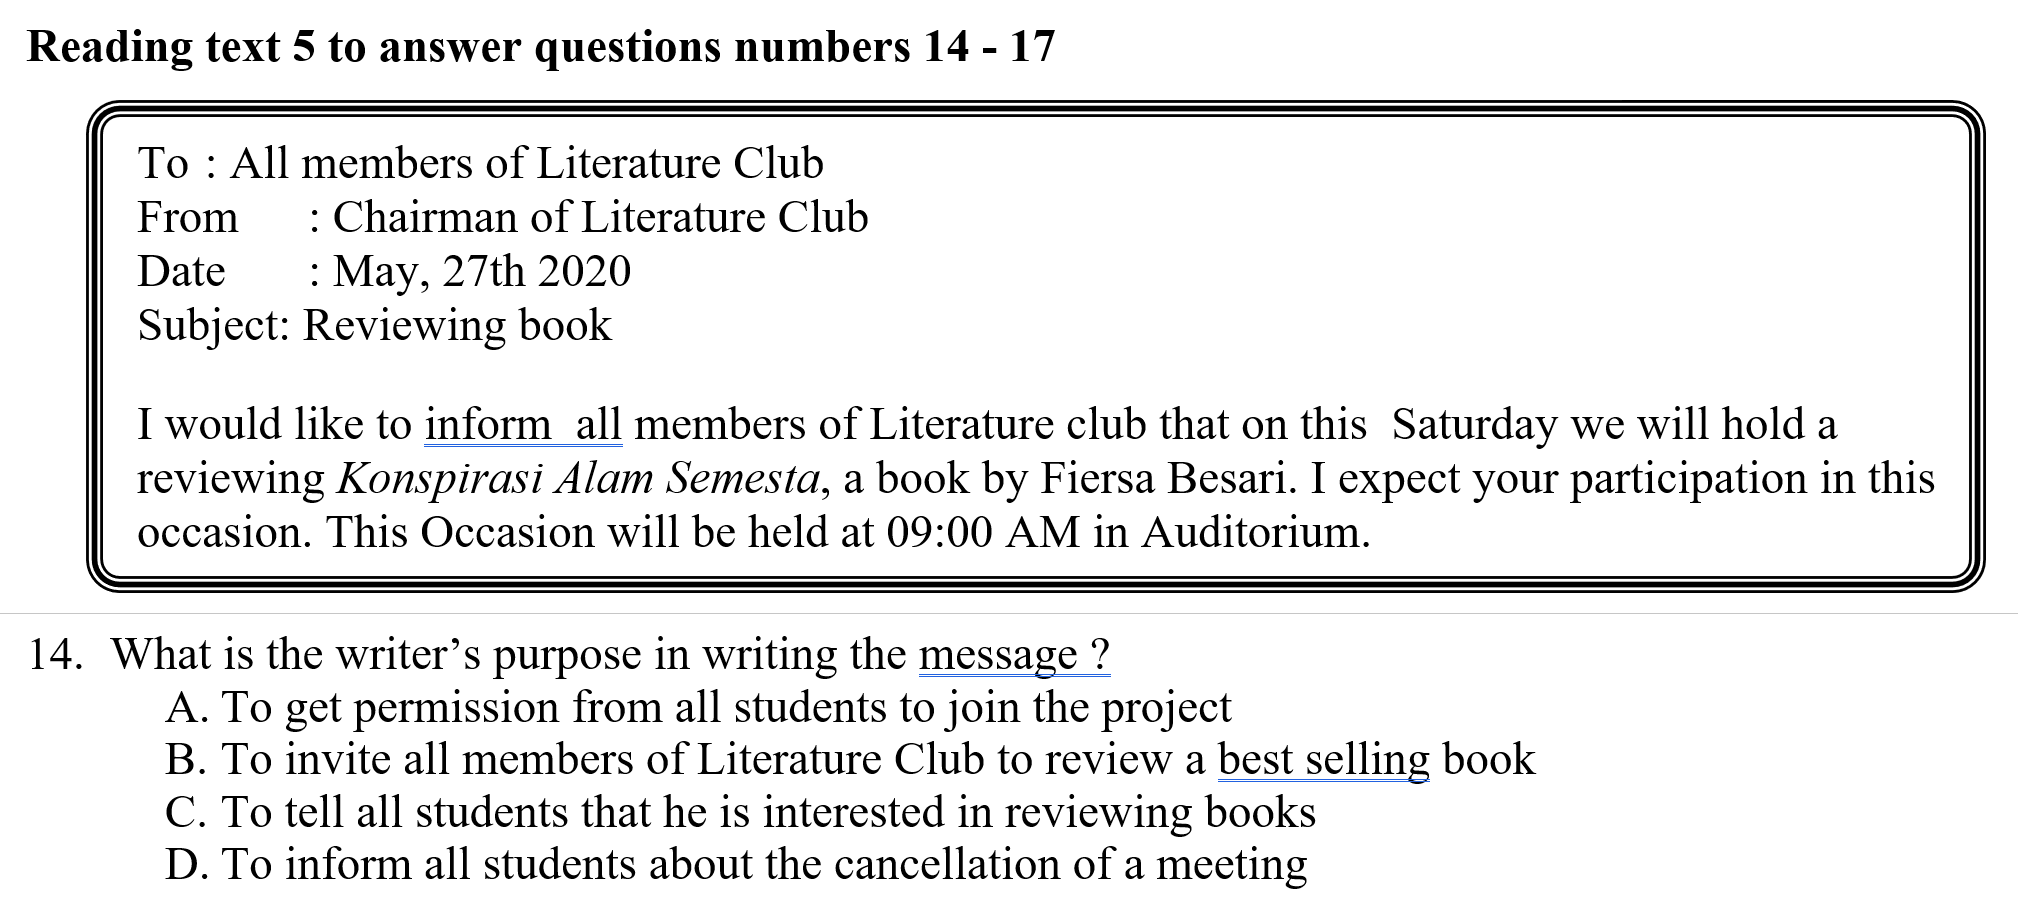 Reading text 5 to answer questions numbers 14 - 17
To : All members of Literature Club
From : Chairman of Literature Club
Date : May, 27th 2020
Subject: Reviewing book
I would like to inform  all members of Literature club that on this  Saturday we will hold a
reviewing Konspirasi Alam Semesta, a book by Fiersa Besari. I expect your participation in this
occasion. This Occasion will be held at 09:00 AM in Auditorium.
14. What is the writer’s purpose in writing the message ?
A. To get permission from all students to join the project
B. To invite all members of Literature Club to review a best selling book
C. To tell all students that he is interested in reviewing books
D. To inform all students about the cancellation of a meeting